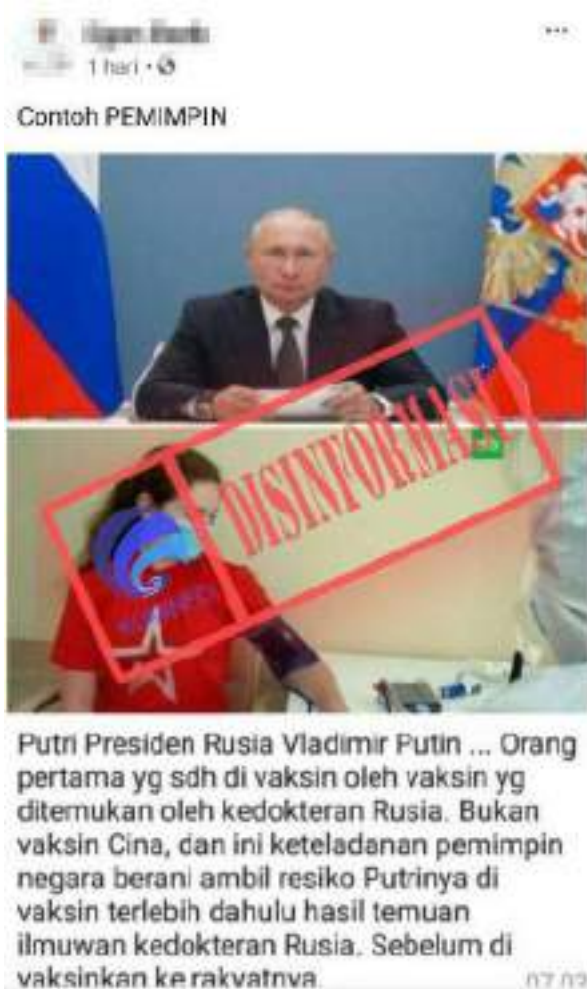 1 hari
Contoh PEMIMPIN
DISINFORMASI
Putri Presiden Rusia Vladimir Putin ... Orang
pertama yg sdh di vaksin oleh vaksin yg
ditemukan oleh kedokteran Rusia. Bukan
vaksin Cina, dan ini keteladanan pemimpin
negara berani ambil resiko Putrinya di
vaksin terlebih dahulu hasil temuan
ilmuwan kedokteran Rusia. Sebelum di
vaksinkan ke rakyatnya.